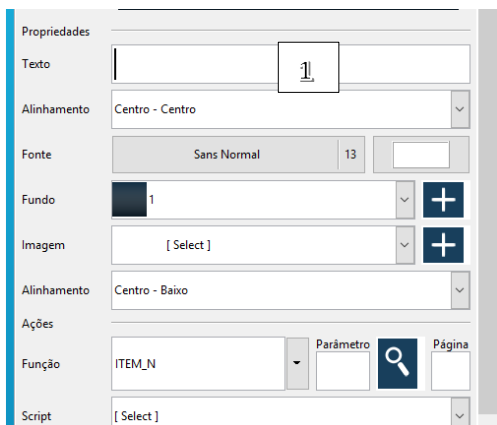 Propriedades
Texto
1
Alinhamento Centro - Centro
Fonte Sans Normal 13
Fundo 1
Imagem [ Select ]
Alinhamento Centro - Baixo
Ações
Parâmetro Página
Função ITEM_N
Script [ Select ]